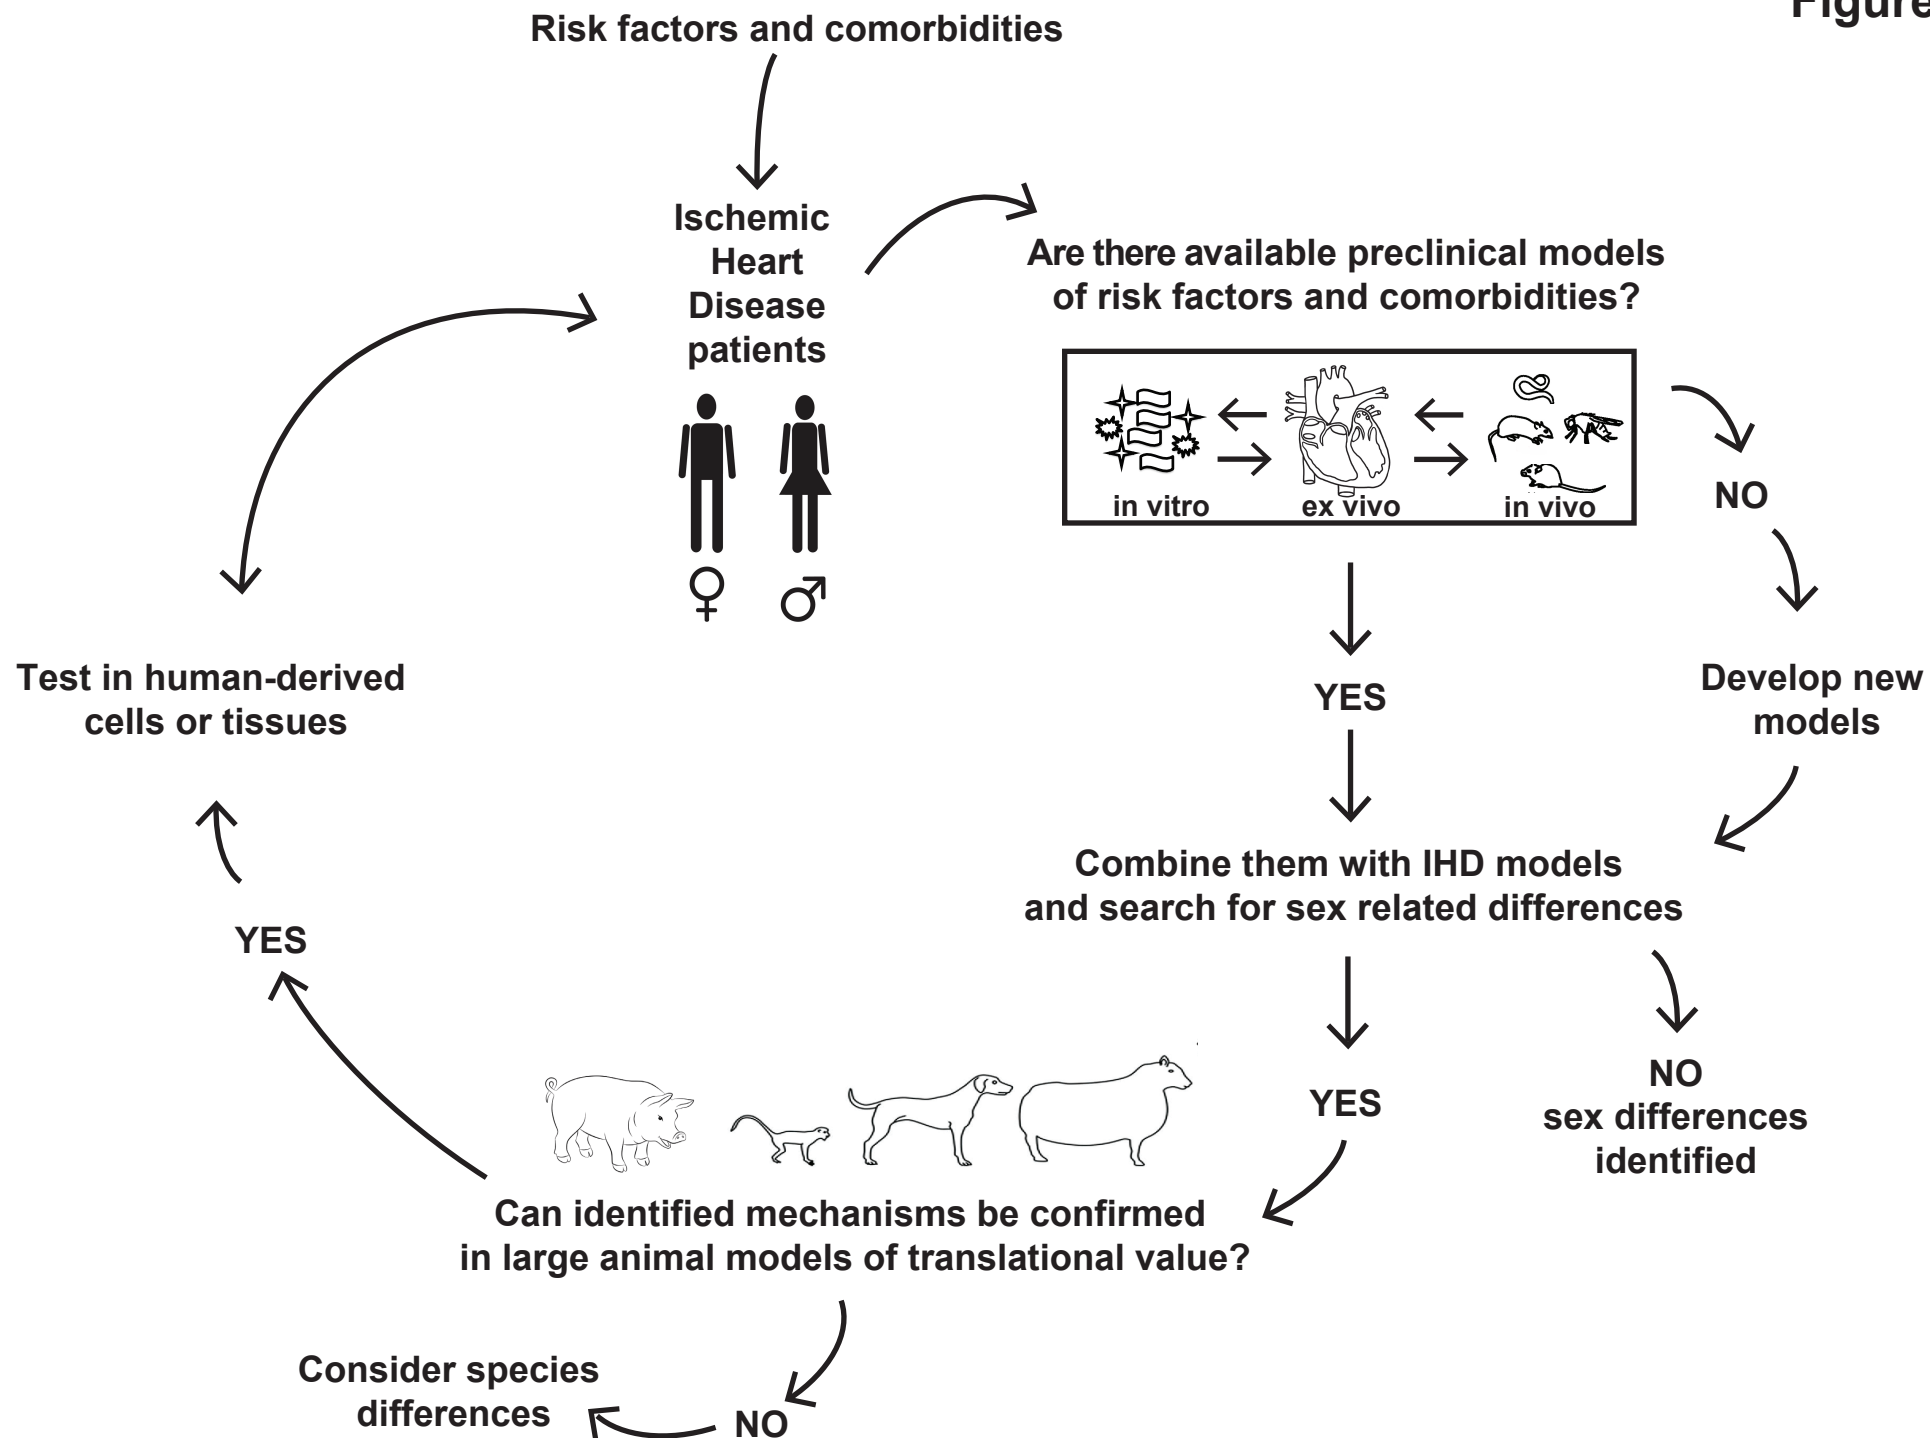 Figure
Risk factors and comorbidities
Ischemic
Heart
Disease
patients
♀ ♂
Are there available preclinical models
of risk factors and comorbidities?
in vitro ex vivo in vivo
NO
YES
Develop new
models
Combine them with IHD models
and search for sex related differences
YES
NO
sex differences
identified
Can identified mechanisms be confirmed
in large animal models of translational value?
NO
Consider species
differences
YES
Test in human-derived
cells or tissues